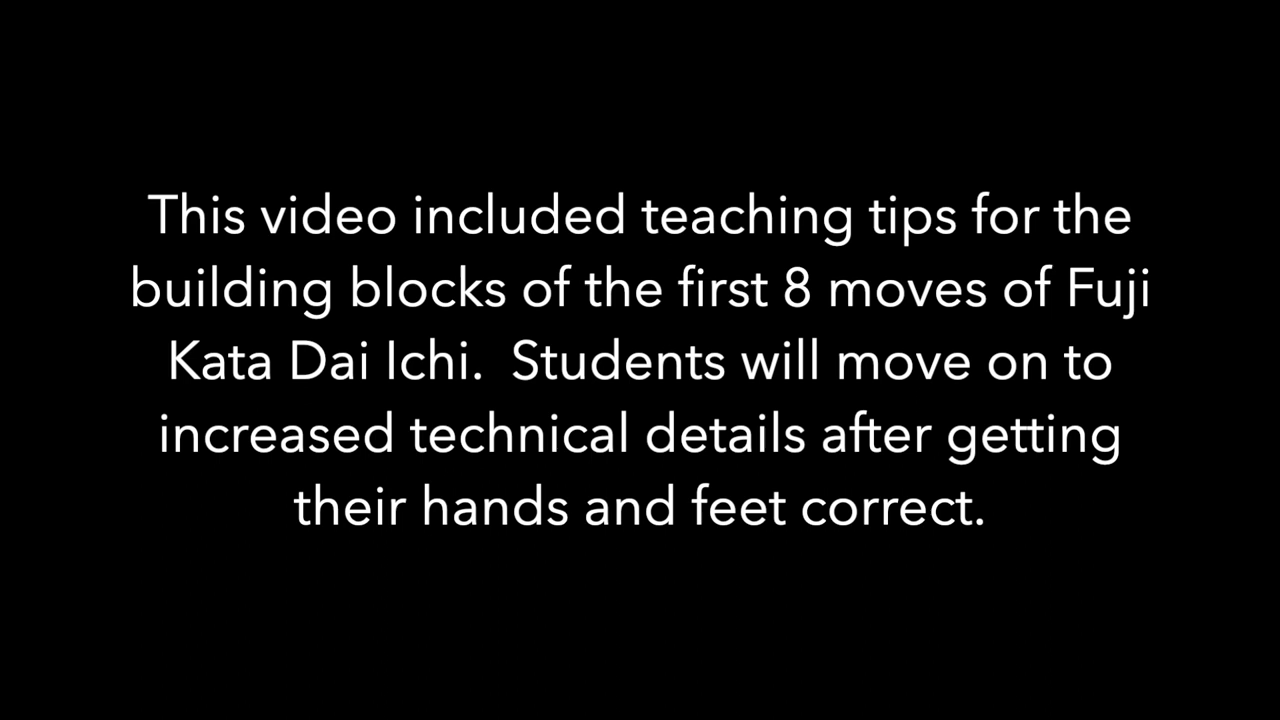 This video included teaching tips for the
building blocks of the first 8 moves of Fuji
Kata Dai Ichi.  Students will move on to
increased technical details after getting
their hands and feet correct.